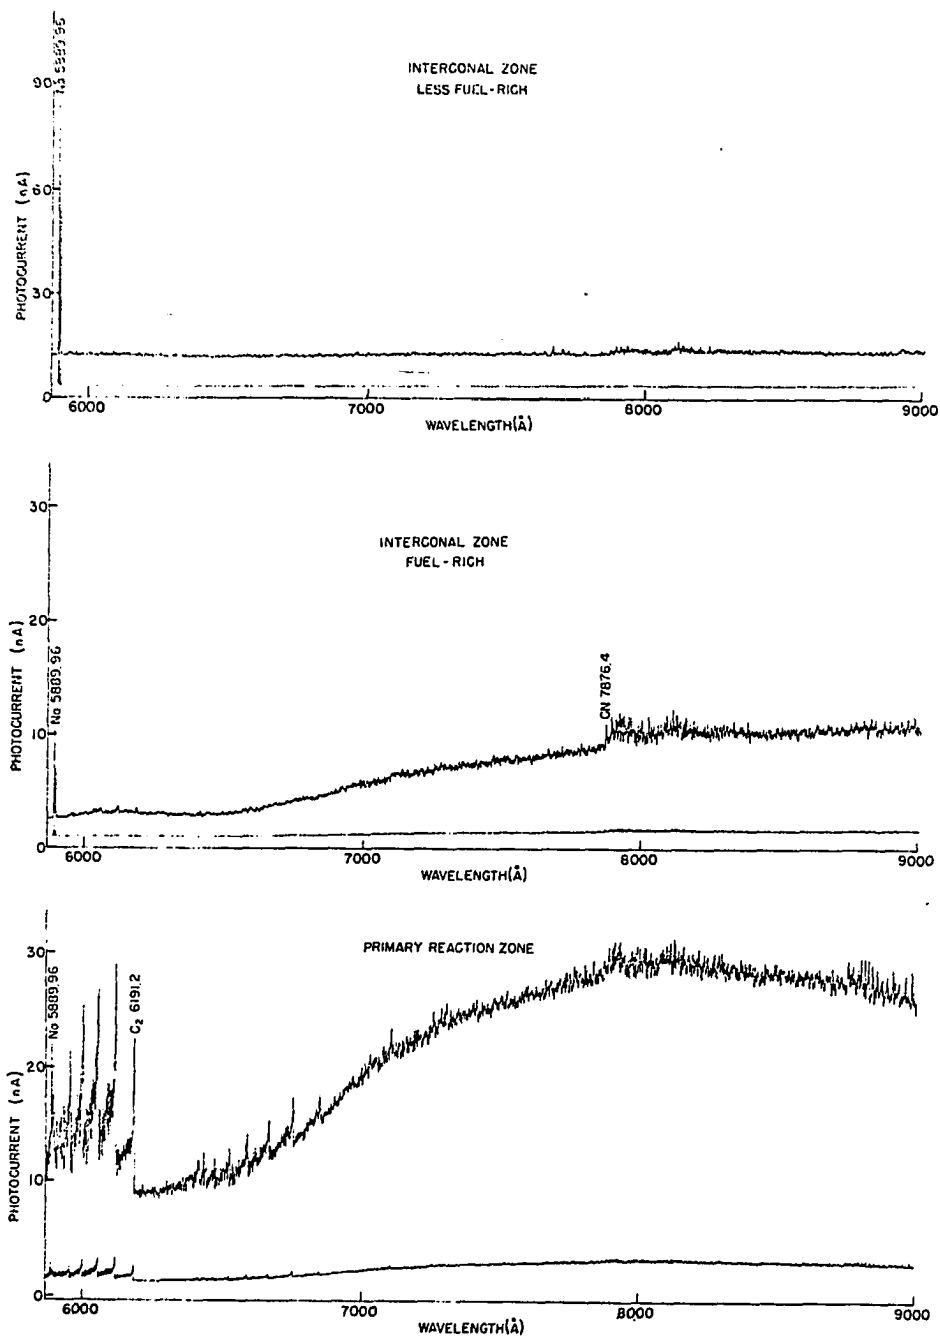 Na 5889.96
INTERCONAL ZONE
LESS FUEL-RICH
90
60
30
0
PHOTOCURRENT (nA)
6000 7000 8000 9000
WAVELENGTH(Å)
INTERCONAL ZONE
FUEL-RICH
30
20
10
0
PHOTOCURRENT (nA)
Na 5889.96
CN 7876.4
6000 7000 8000 9000
WAVELENGTH(Å)
PRIMARY REACTION ZONE
30
20
10
0
PHOTOCURRENT (nA)
Na 5889.96
C₂ 6191.2
6000 7000 8000 9000
WAVELENGTH(Å)